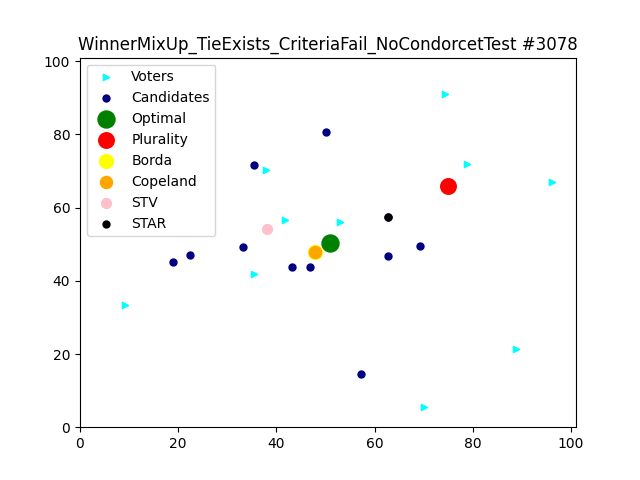 WinnerMixUp_TieExists_CriteriaFail_NoCondorcetTest #3078
Voters
Candidates
Optimal
Plurality
Borda
Copeland
STV
STAR
100
80
60
40
20
0
0 20 40 60 80 100